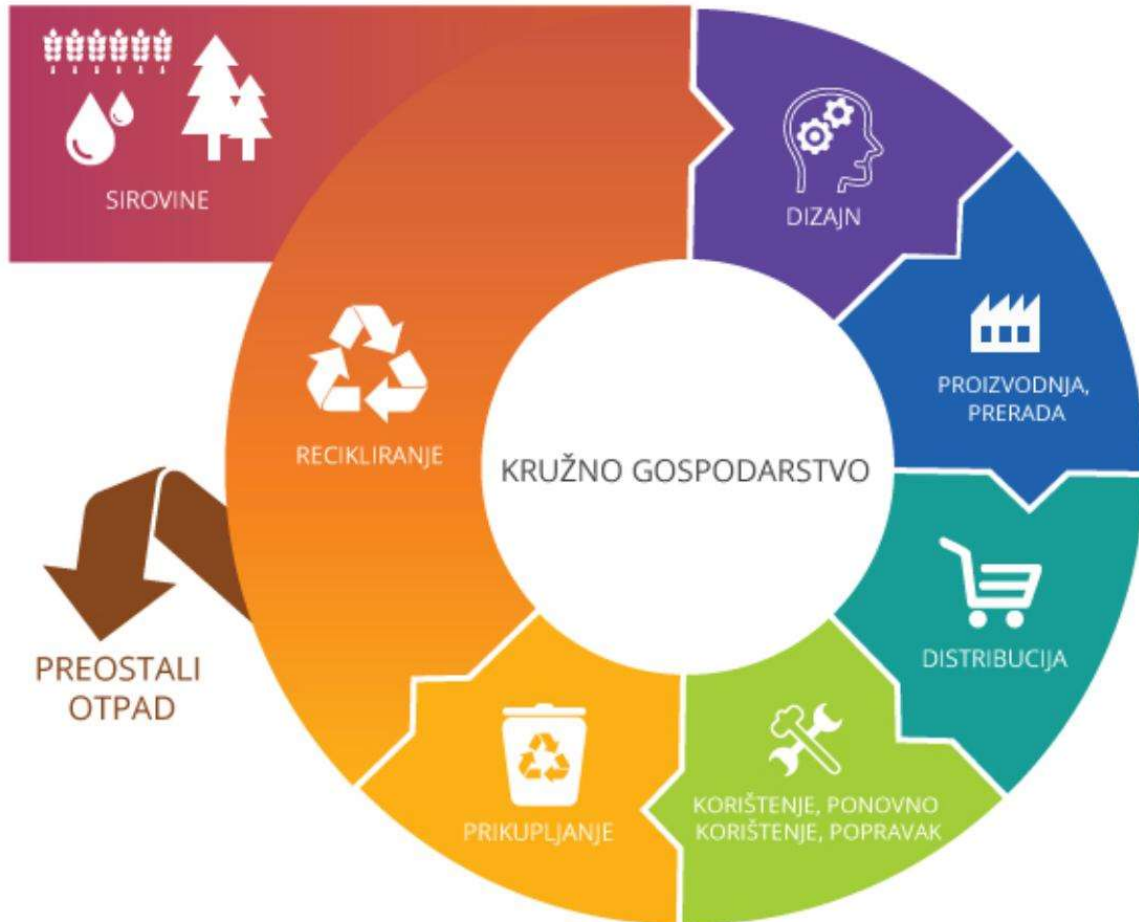 SIROVINE
DIZAJN
PROIZVODNJA,
PRERADA
RECIKLIRANJE
KRUŽNO GOSPODARSTVO
DISTRIBUCIJA
PREOSTALI
OTPAD
KORIŠTENJE, PONOVNO
KORIŠTENJE, POPRAVAK
PRIKUPLJANJE